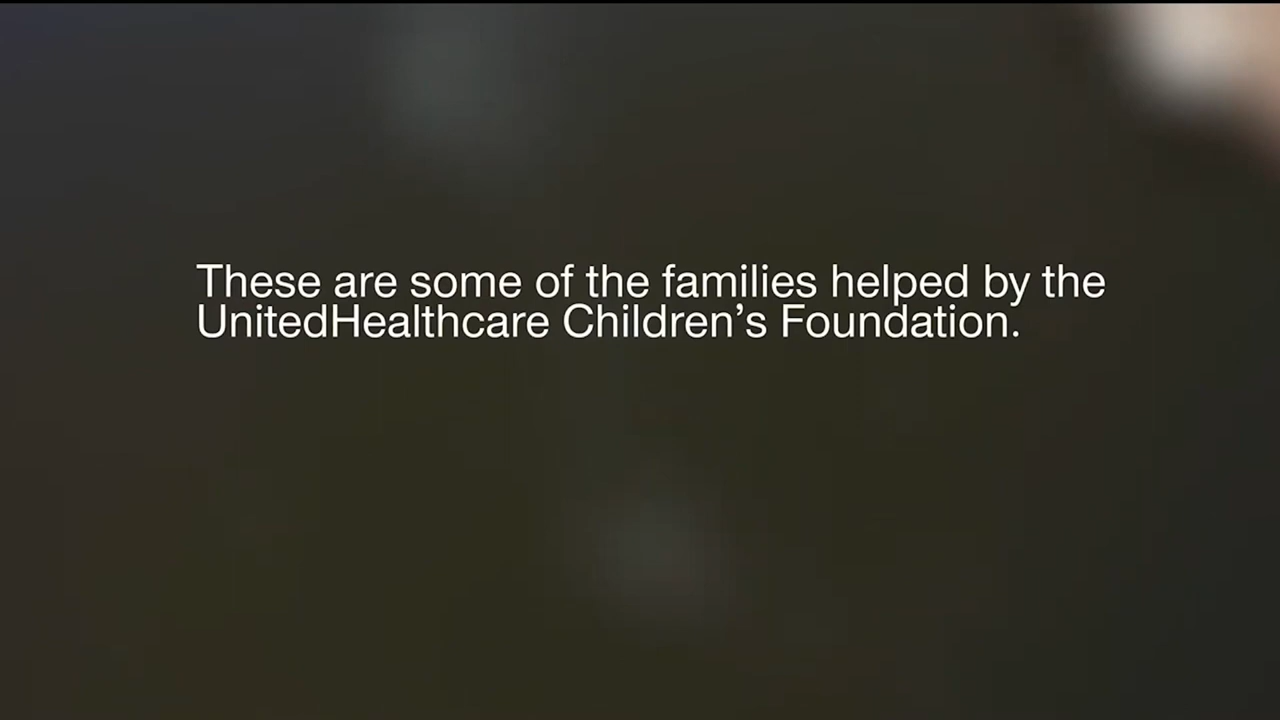 These are some of the families helped by the
UnitedHealthcare Children’s Foundation.